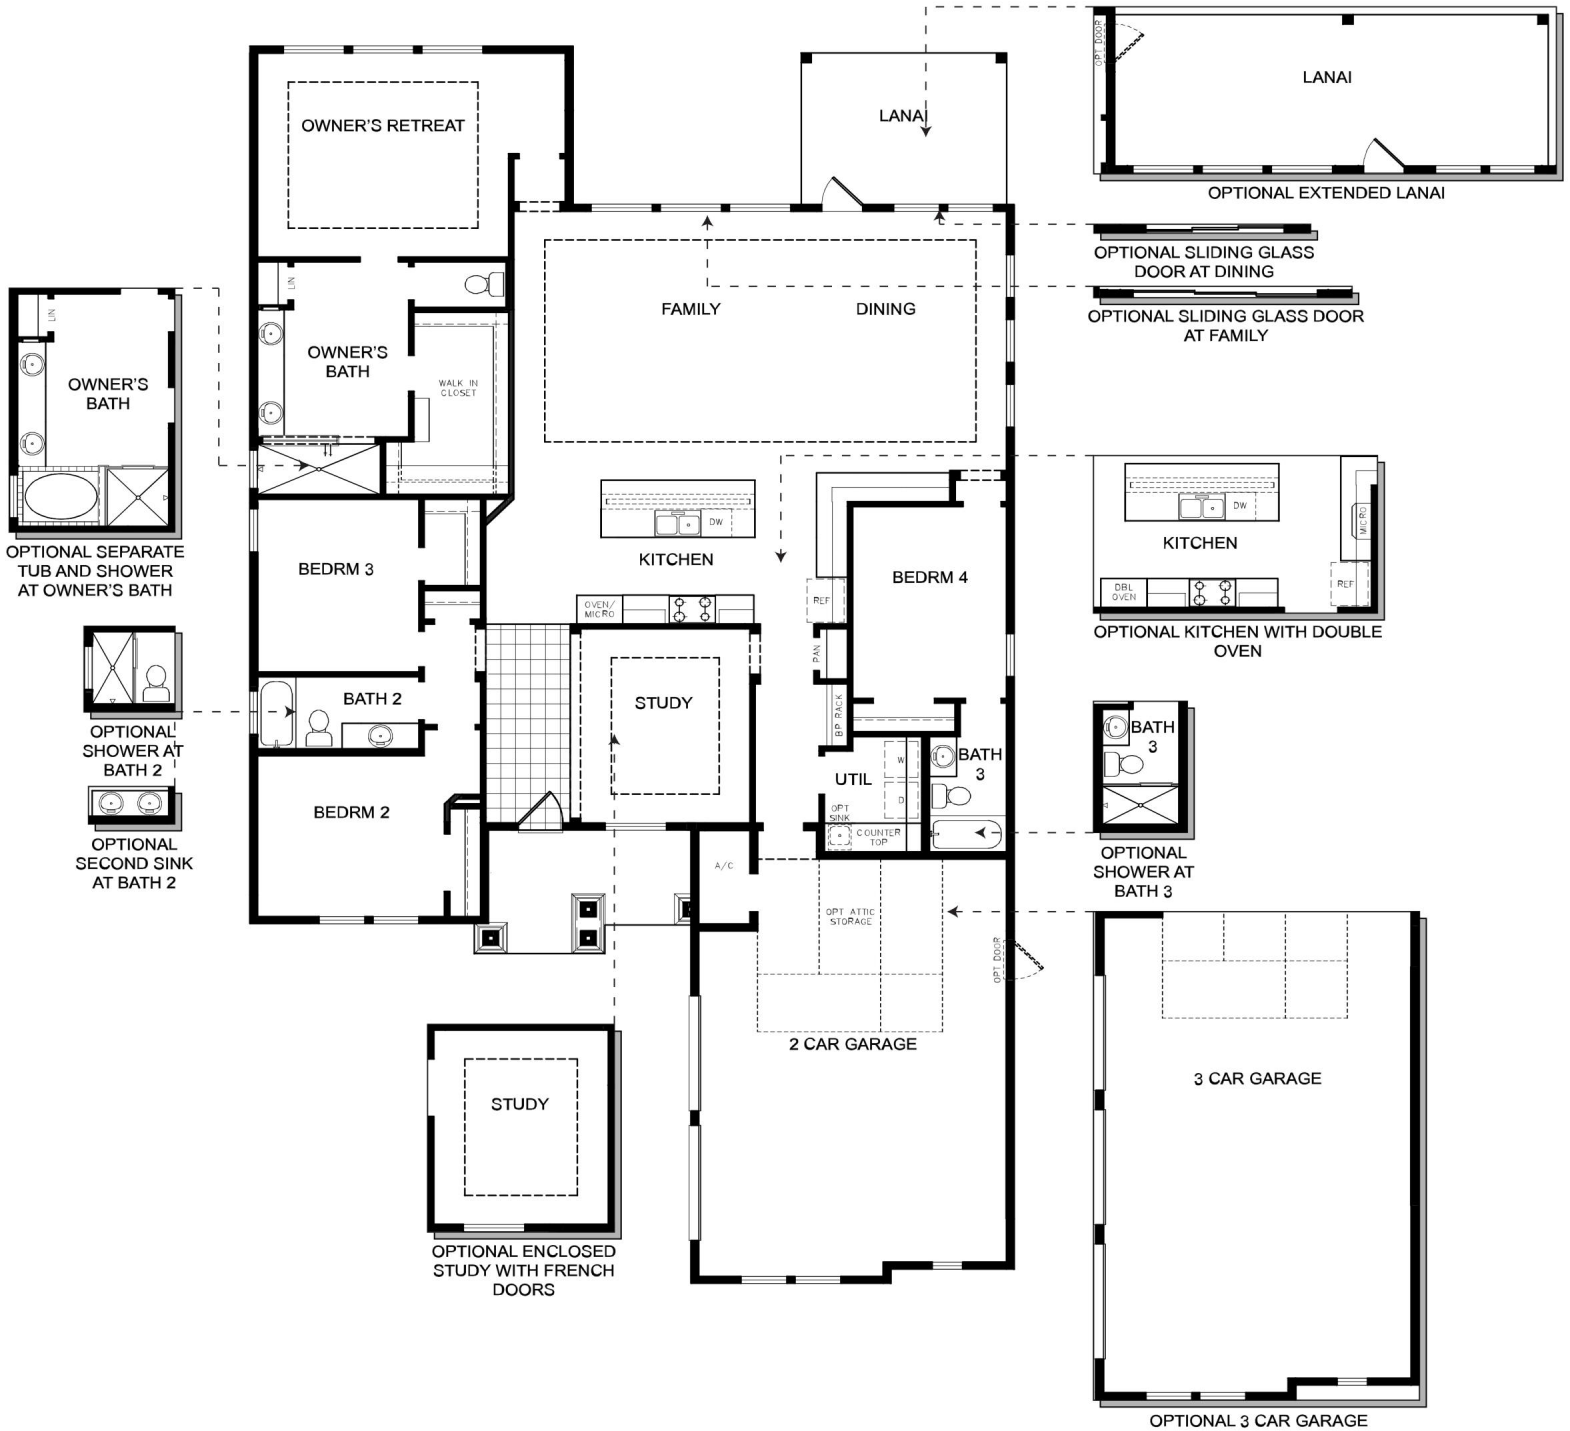 OPT DOOR
LANAI
OPTIONAL EXTENDED LANAI
OWNER'S RETREAT
LANAI
OPTIONAL SLIDING GLASS
DOOR AT DINING
OPTIONAL SLIDING GLASS DOOR
AT FAMILY
LIN
FAMILY
DINING
OWNER'S
BATH
WALK IN
CLOSET
LIN
OWNER'S
BATH
OPTIONAL SEPARATE
TUB AND SHOWER
AT OWNER'S BATH
DW
KITCHEN
OVEN/
MICRO
REF
PAN
BP RACK
BEDRM 3
BEDRM 4
DW
MICRO
KITCHEN
DBL
OVEN
REF
OPTIONAL KITCHEN WITH DOUBLE
OVEN
BATH 2
STUDY
OPTIONAL
SHOWER AT
BATH 2
BATH
3
UTIL
W
D
OPT
SINK
COUNTER
TOP
BATH
3
OPTIONAL
SHOWER AT
BATH 3
BEDRM 2
OPTIONAL
SECOND SINK
AT BATH 2
A/C
OPT ATTIC
STORAGE
OPT DOOR
2 CAR GARAGE
3 CAR GARAGE
STUDY
OPTIONAL ENCLOSED
STUDY WITH FRENCH
DOORS
OPTIONAL 3 CAR GARAGE